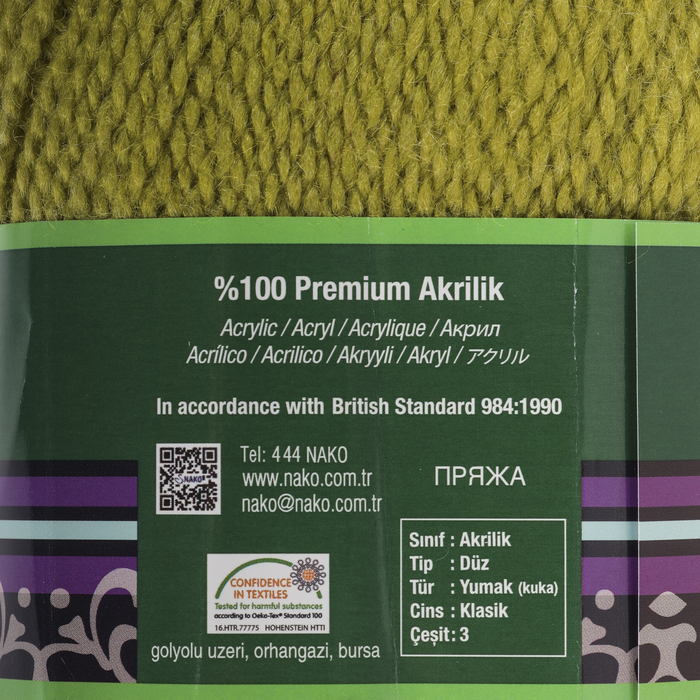 %100 Premium Akrilik
Acrylic / Acryl / Acrylique / Акрил
Acrílico / Acrilico / Akryyli / Akryl / アクリル
In accordance with British Standard 984:1990
NAKO
Tel: 444 NAKO
www.nako.com.tr
nako@nako.com.tr
ПРЯЖА
Sınıf : Akrilik
Tip : Düz
Tür : Yumak (kuka)
Cins : Klasik
Çeşit : 3
CONFIDENCE
IN TEXTILES
Tested for harmful substances
according to Oeko-Tex® Standard 100
16.HTR.77775 HOHENSTEIN HTTI
golyolu uzeri, orhangazi, bursa